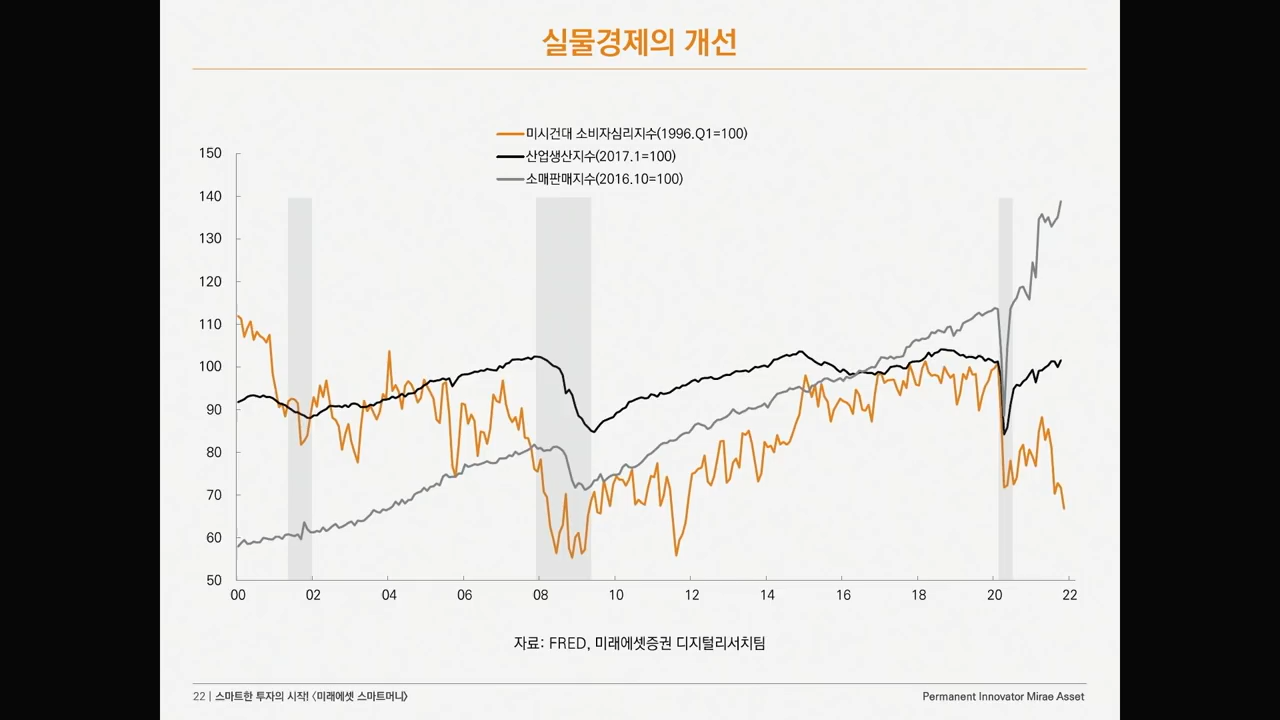 실물경제의 개선
미시건대 소비자심리지수(1996.Q1=100)
산업생산지수(2017.1=100)
소매판매지수(2016.10=100)
150
140
130
120
110
100
90
80
70
60
50
00 02 04 06 08 10 12 14 16 18 20 22
자료: FRED, 미래에셋증권 디지털리서치팀
22 | 스마트한 투자의 시작! 〈미래에셋 스마트머니〉
Permanent Innovator Mirae Asset